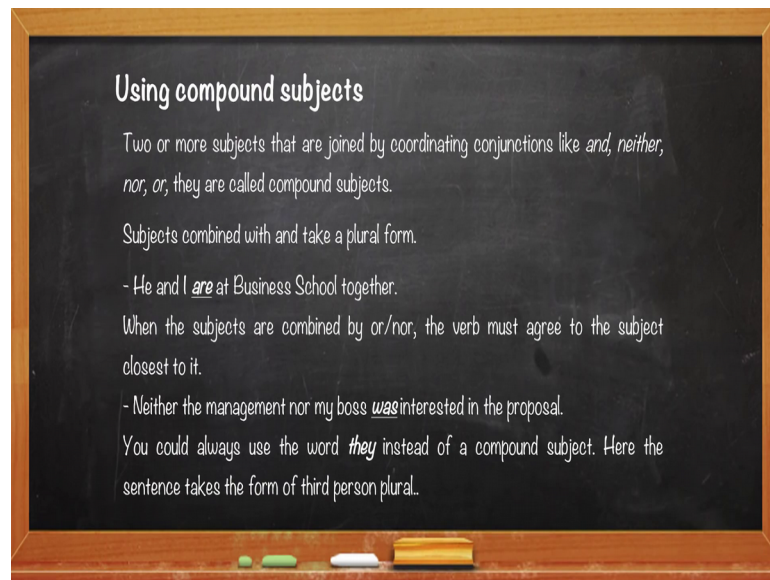 Using compound subjects
Two or more subjects that are joined by coordinating conjunctions like and, neither,
nor, or, they are called compound subjects.
Subjects combined with and take a plural form.
- He and I are at Business School together.
When the subjects are combined by or/nor, the verb must agree to the subject
closest to it.
- Neither the management nor my boss was interested in the proposal.
You could always use the word they instead of a compound subject. Here the
sentence takes the form of third person plural..